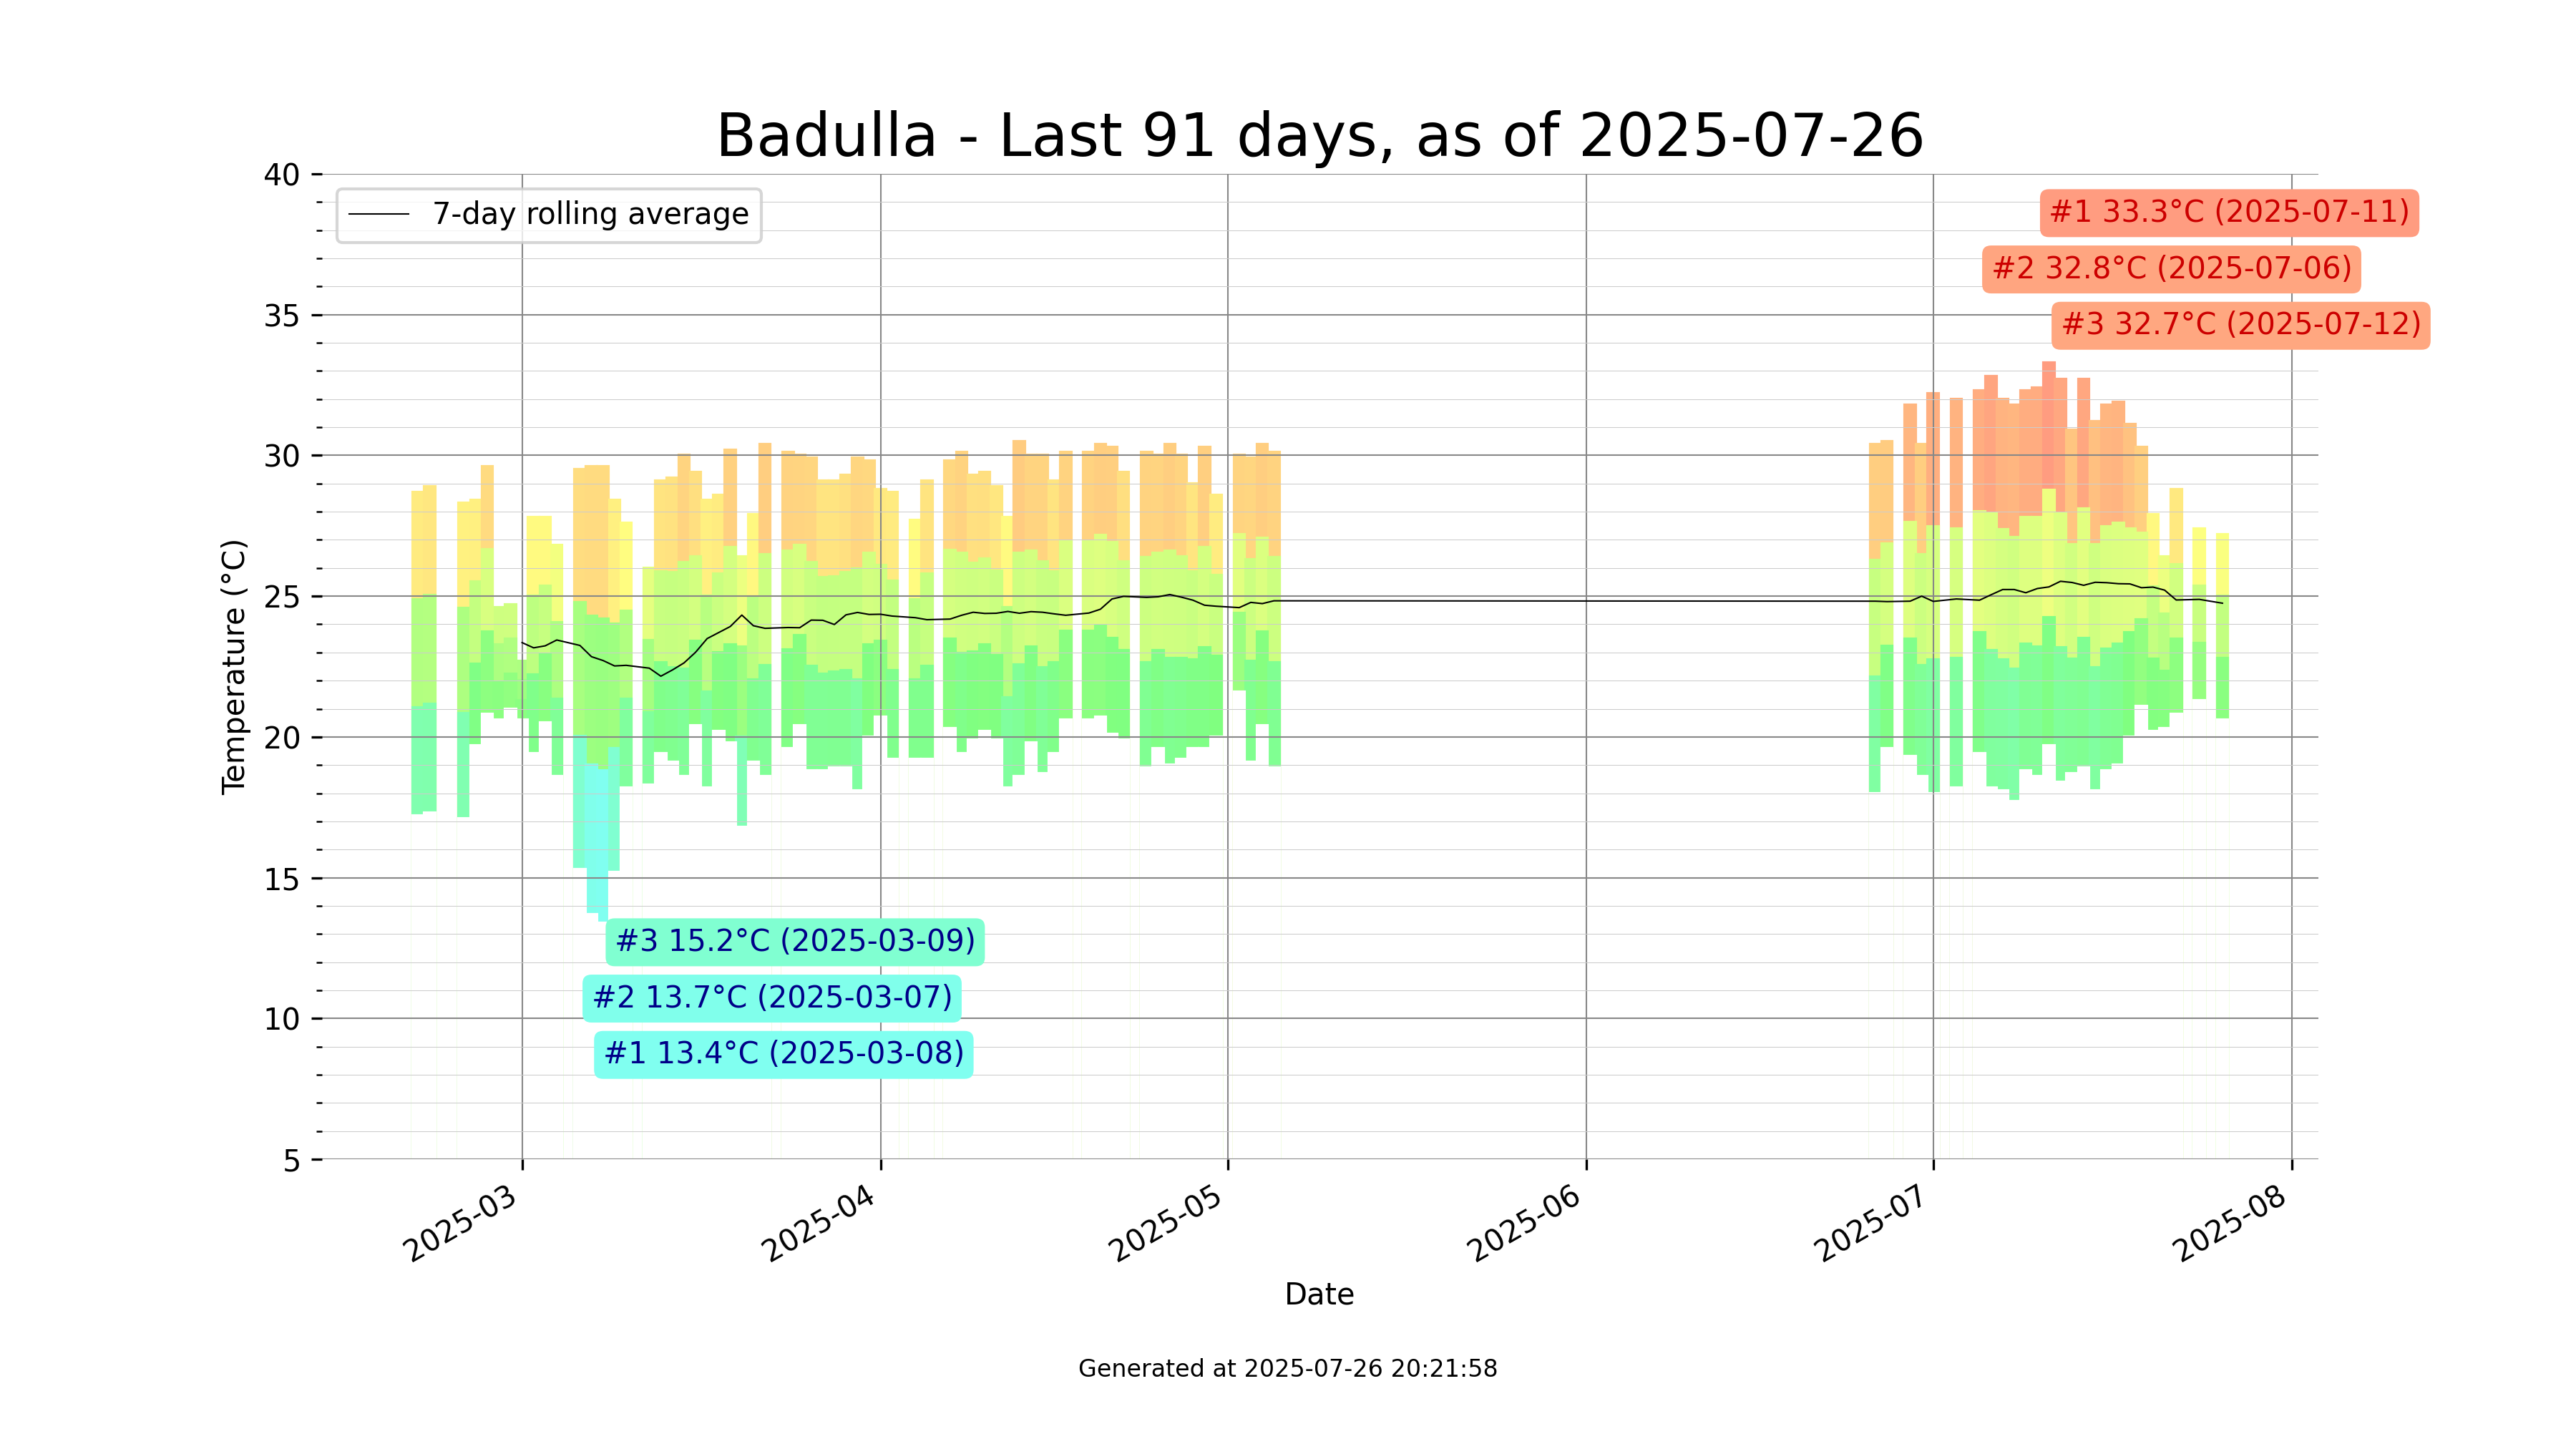 Badulla - Last 91 days, as of 2025-07-26
7-day rolling average
#1 33.3°C (2025-07-11)
#2 32.8°C (2025-07-06)
#3 32.7°C (2025-07-12)
#3 15.2°C (2025-03-09)
#2 13.7°C (2025-03-07)
#1 13.4°C (2025-03-08)
Temperature (°C)
40
35
30
25
20
15
10
5
2025-03
2025-04
2025-05
2025-06
2025-07
2025-08
Date
Generated at 2025-07-26 20:21:58